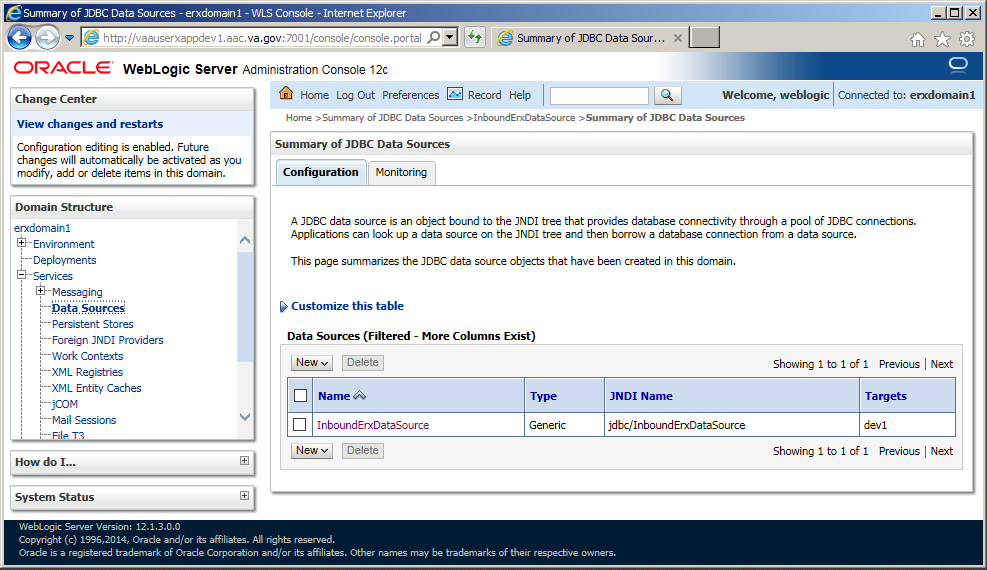 Summary of JDBC Data Sources - erxdomain1 - WLS Console - Internet Explorer
http://vaauserxappdev1.aac.va.gov:7001/console/console.portal
Summary of JDBC Data Sour...
ORACLE WebLogic Server Administration Console 12c
Change Center
View changes and restarts
Configuration editing is enabled. Future
changes will automatically be activated as you
modify, add or delete items in this domain.
Domain Structure
erxdomain1
Environment
Deployments
Services
Messaging
Data Sources
Persistent Stores
Foreign JNDI Providers
Work Contexts
XML Registries
XML Entity Caches
jCOM
Mail Sessions
File T3
How do I...
System Status
Home Log Out Preferences Record Help
Welcome, weblogic Connected to: erxdomain1
Home >Summary of JDBC Data Sources >InboundErxDataSource >Summary of JDBC Data Sources
Summary of JDBC Data Sources
Configuration Monitoring
A JDBC data source is an object bound to the JNDI tree that provides database connectivity through a pool of JDBC connections.
Applications can look up a data source on the JNDI tree and then borrow a database connection from a data source.
This page summarizes the JDBC data source objects that have been created in this domain.
Customize this table
Data Sources (Filtered - More Columns Exist)
New Delete Showing 1 to 1 of 1 Previous | Next
Name Type JNDI Name Targets
InboundErxDataSource Generic jdbc/InboundErxDataSource dev1
New Delete Showing 1 to 1 of 1 Previous | Next
WebLogic Server Version: 12.1.3.0.0
Copyright (c) 1996,2014, Oracle and/or its affiliates. All rights reserved.
Oracle is a registered trademark of Oracle Corporation and/or its affiliates. Other names may be trademarks of their respective owners.